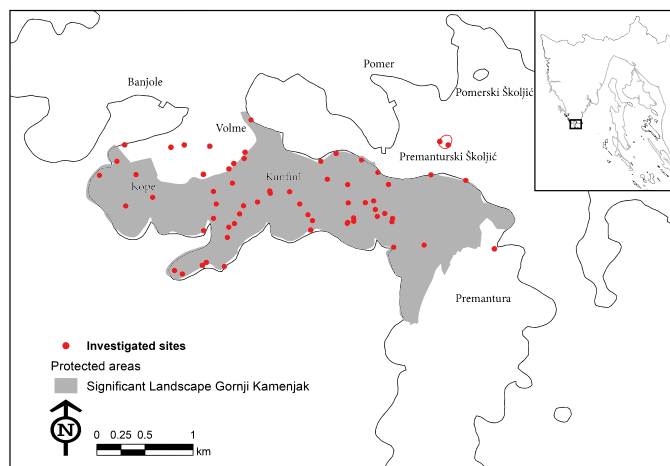 Pomer
Banjole
Pomerski Školjić
Volme
Premanturski Školjić
Kunfini
Kope
Premantura
Investigated sites
Protected areas
Significant Landscape Gornji Kamenjak
N
0 0.25 0.5 1
km